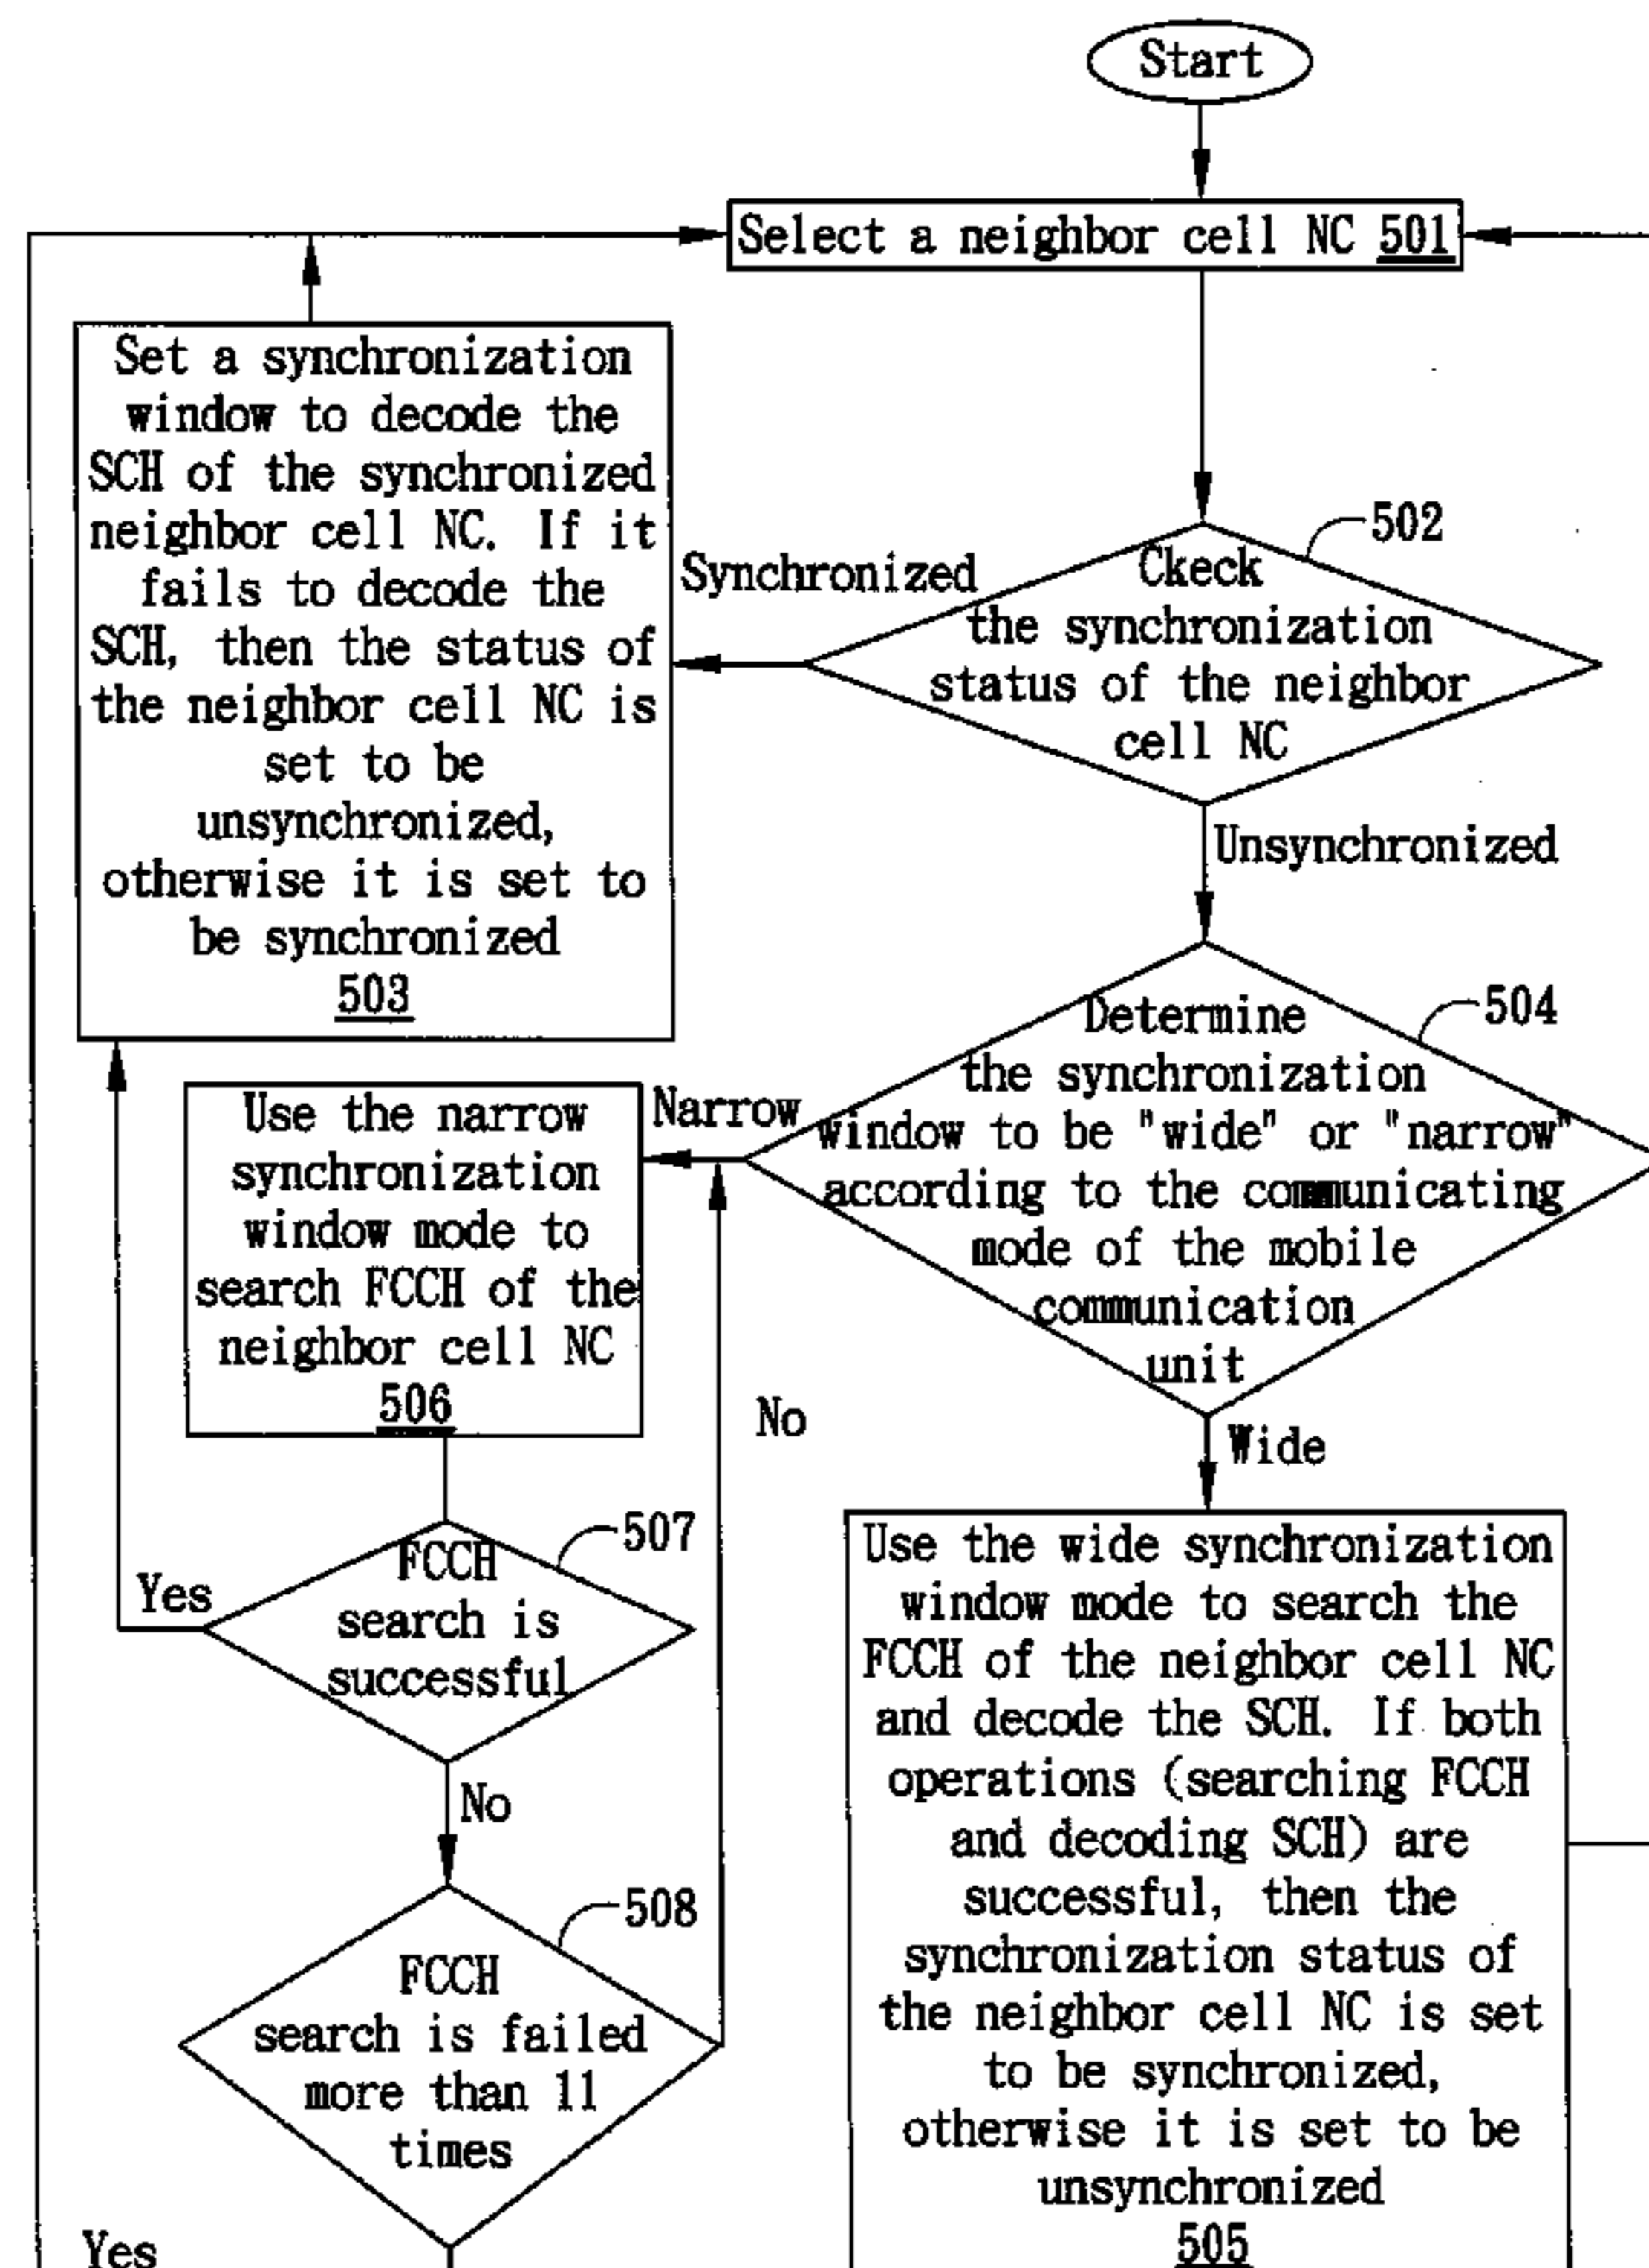 Start
Select a neighbor cell NC 501
Set a synchronization
window to decode the
SCH of the synchronized
neighbor cell NC. If it
fails to decode the
SCH, then the status of
the neighbor cell NC is
set to be
unsynchronized,
otherwise it is set to
be synchronized
503
Synchronized
502
Ckeck
the synchronization
status of the neighbor
cell NC
Unsynchronized
504
Determine
the synchronization
window to be "wide" or "narrow"
according to the communicating
mode of the mobile
communication
unit
Narrow
Use the narrow
synchronization
window mode to
search FCCH of the
neighbor cell NC
506
No
Wide
507
FCCH
search is
successful
Yes
No
508
FCCH
search is failed
more than 11
times
Yes
Use the wide synchronization
window mode to search the
FCCH of the neighbor cell NC
and decode the SCH. If both
operations (searching FCCH
and decoding SCH) are
successful, then the
synchronization status of
the neighbor cell NC is set
to be synchronized,
otherwise it is set to be
unsynchronized
505